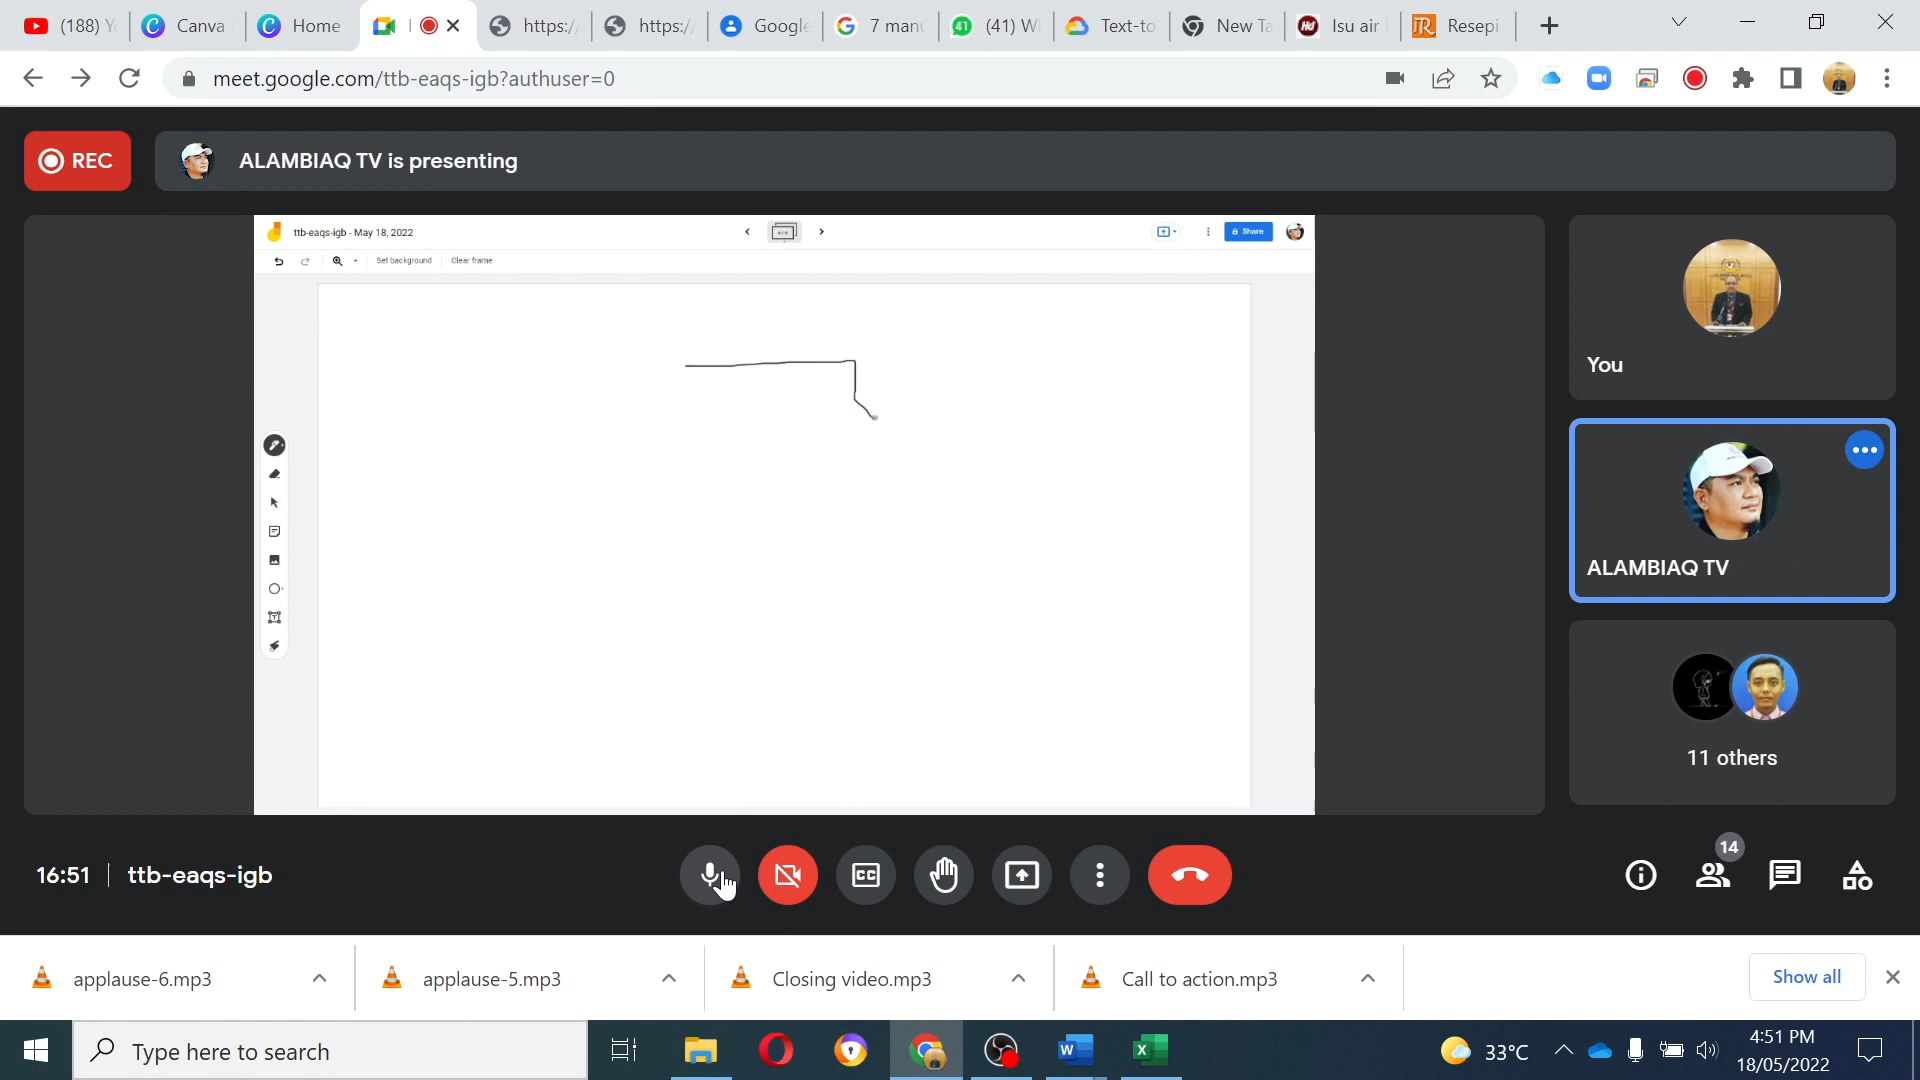 (188) Y
Canva
Home
https:/
https:/
Google
7 man
(41) W
Text-to
New Ta
Isu air
Resepi
meet.google.com/ttb-eaqs-igb?authuser=0
REC
ALAMBIAQ TV is presenting
ttb-eaqs-igb - May 18, 2022
Share
Set background
Clear frame
You
ALAMBIAQ TV
11 others
16:51
ttb-eaqs-igb
CC
14
applause-6.mp3
applause-5.mp3
Closing video.mp3
Call to action.mp3
Show all
Type here to search
33°C
4:51 PM
18/05/2022